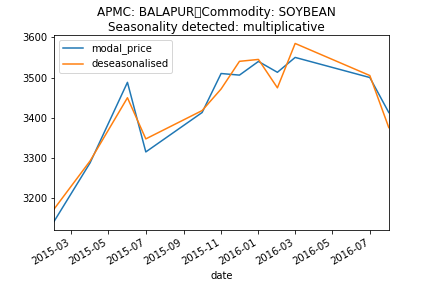 APMC: BALAPUR Commodity: SOYBEAN
Seasonality detected: multiplicative
3600
modal_price
deseasonalised
3500
3400
3300
3200
2015-03
2015-05
2015-07
2015-09
2015-11
2016-01
2016-03
2016-05
2016-07
date